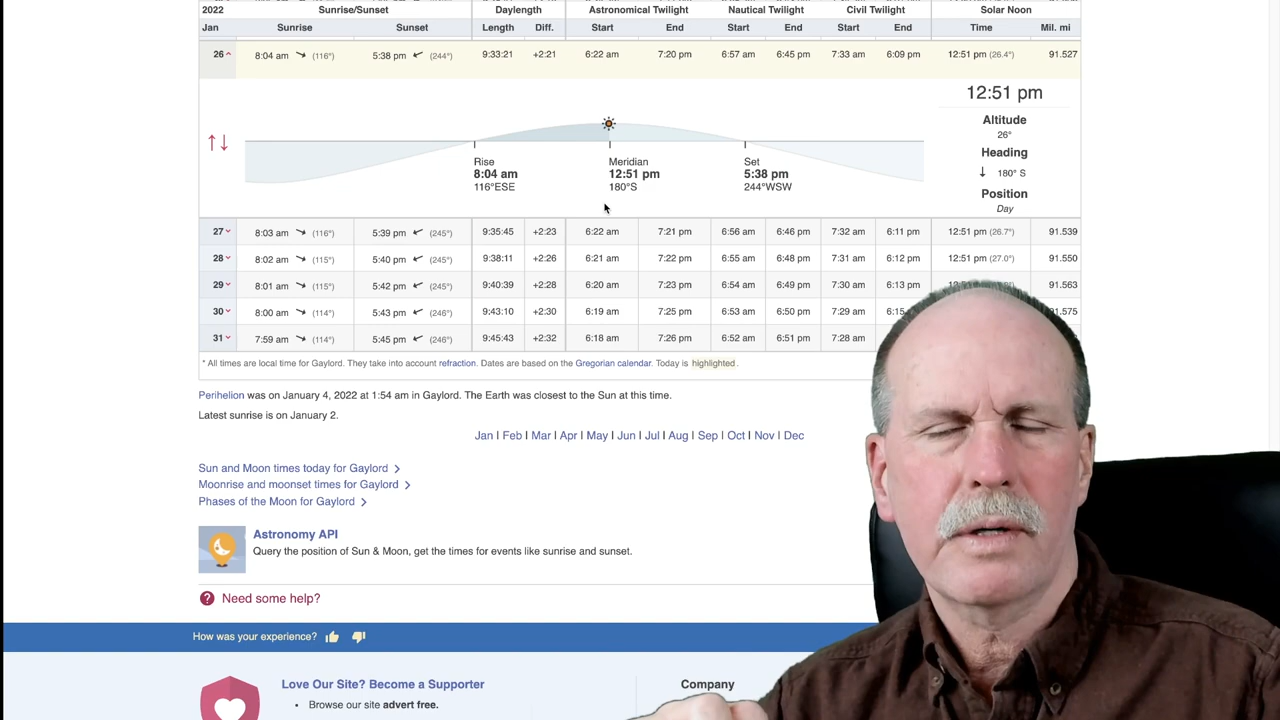 2022 Sunrise/Sunset Daylength Astronomical Twilight Nautical Twilight Civil Twilight Solar Noon
Jan Sunrise Sunset Length Diff. Start End Start End Start End Time Mil. mi
26 8:04 am (116°) 5:38 pm (244°) 9:33:21 +2:21 6:22 am 7:20 pm 6:57 am 6:45 pm 7:33 am 6:09 pm 12:51 pm (26.4°) 91.527
12:51 pm
Altitude
26°
Heading
↓ 180° S
Position
Day
Rise Meridian Set
8:04 am 12:51 pm 5:38 pm
116°ESE 180°S 244°WSW
27 8:03 am (116°) 5:39 pm (245°) 9:35:45 +2:23 6:22 am 7:21 pm 6:56 am 6:46 pm 7:32 am 6:11 pm 12:51 pm (26.7°) 91.539
28 8:02 am (115°) 5:40 pm (245°) 9:38:11 +2:26 6:21 am 7:22 pm 6:55 am 6:48 pm 7:31 am 6:12 pm 12:51 pm (27.0°) 91.550
29 8:01 am (115°) 5:42 pm (245°) 9:40:39 +2:28 6:20 am 7:23 pm 6:54 am 6:49 pm 7:30 am 6:13 pm 91.563
30 8:00 am (114°) 5:43 pm (246°) 9:43:10 +2:30 6:19 am 7:25 pm 6:53 am 6:50 pm 7:29 am 6:15 91.575
31 7:59 am (114°) 5:45 pm (246°) 9:45:43 +2:32 6:18 am 7:26 pm 6:52 am 6:51 pm 7:28 am
* All times are local time for Gaylord. They take into account refraction. Dates are based on the Gregorian calendar. Today is highlighted.
Perihelion was on January 4, 2022 at 1:54 am in Gaylord. The Earth was closest to the Sun at this time.
Latest sunrise is on January 2.
Jan | Feb | Mar | Apr | May | Jun | Jul | Aug | Sep | Oct | Nov | Dec
Sun and Moon times today for Gaylord
Moonrise and moonset times for Gaylord
Phases of the Moon for Gaylord
Astronomy API
Query the position of Sun & Moon, get the times for events like sunrise and sunset.
Need some help?
How was your experience?
Love Our Site? Become a Supporter
• Browse our site advert free.
Company